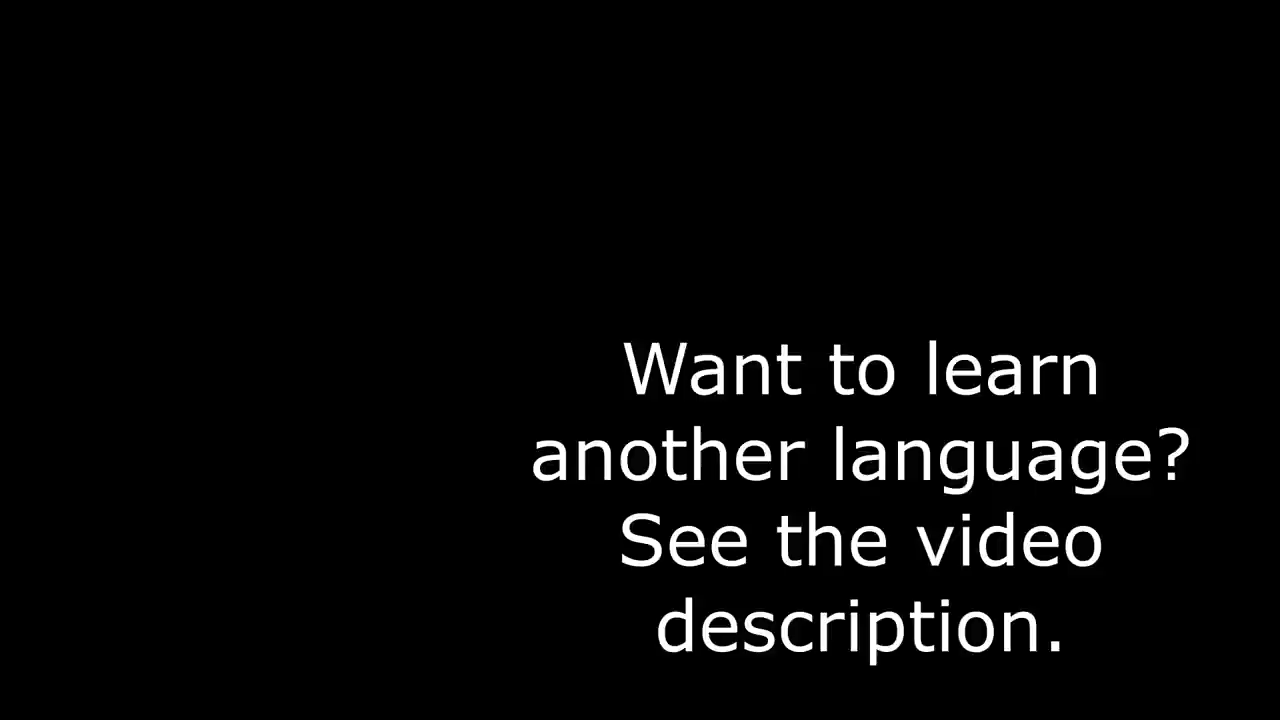 Want to learn
another language?
See the video
description.